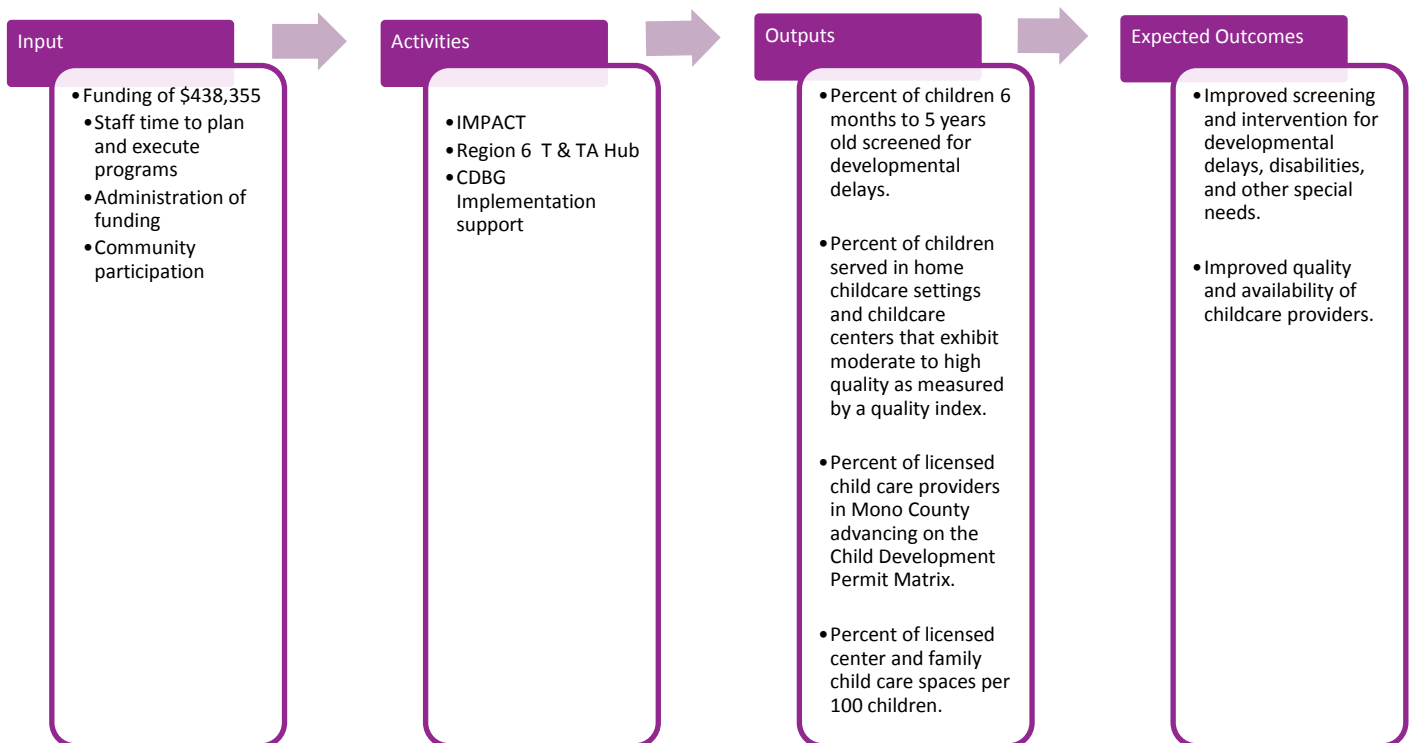 Input
•Funding of $438,355
•Staff time to plan
and execute
programs
•Administration of
funding
•Community
participation
Activities
•IMPACT
•Region 6 T & TA Hub
•CDBG
Implementation
support
Outputs
•Percent of children 6
months to 5 years
old screened for
developmental
delays.
•Percent of children
served in home
childcare settings
and childcare
centers that exhibit
moderate to high
quality as measured
by a quality index.
•Percent of licensed
child care providers
in Mono County
advancing on the
Child Development
Permit Matrix.
•Percent of licensed
center and family
child care spaces per
100 children.
Expected Outcomes
•Improved screening
and intervention for
developmental
delays, disabilities,
and other special
needs.
•Improved quality
and availability of
childcare providers.